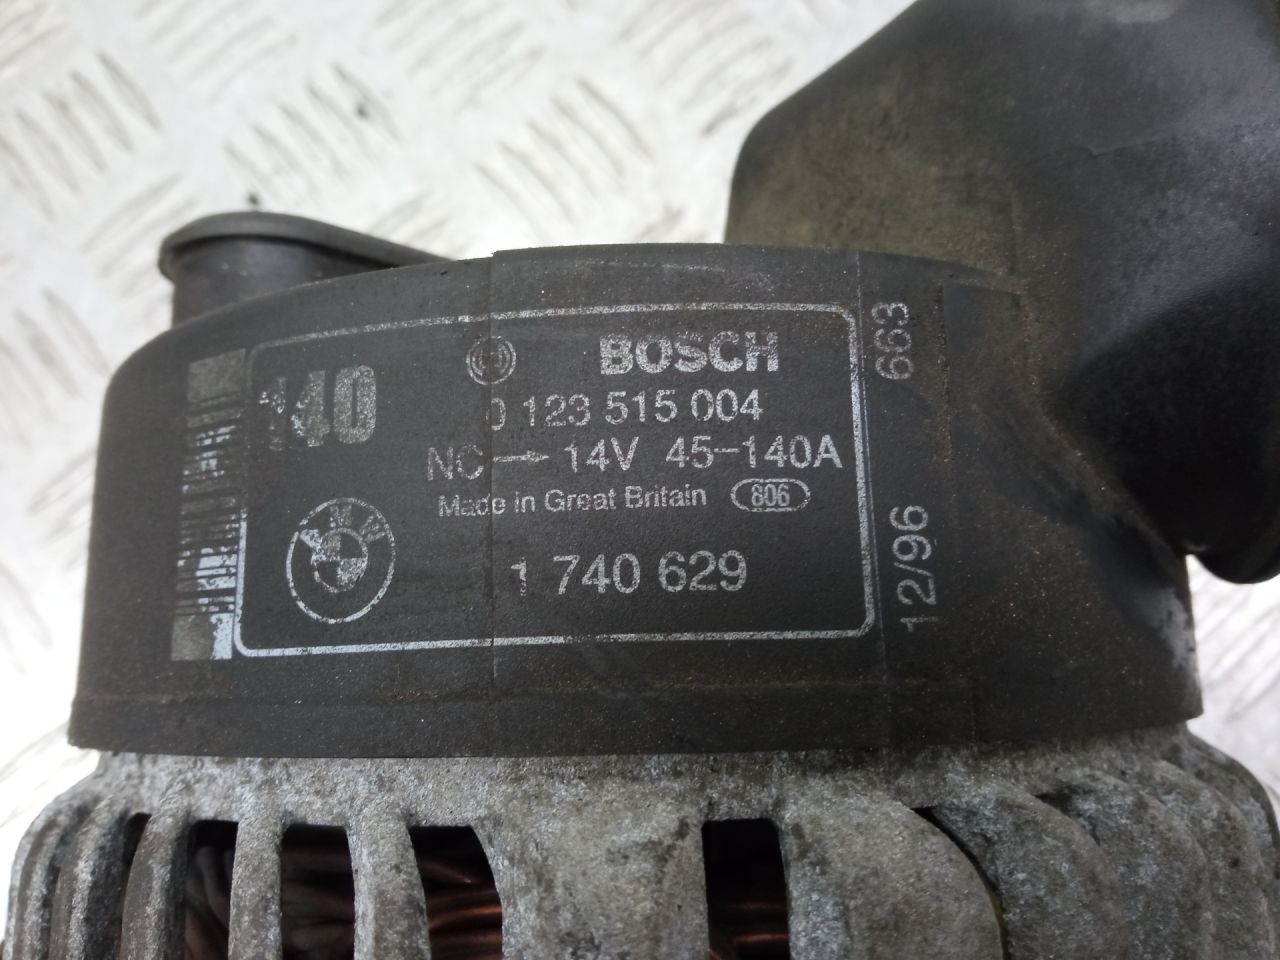 140
BOSCH
0 123 515 004
NC → 14V 45-140A
Made in Great Britain 806
BMW
1 740 629
663
12/96